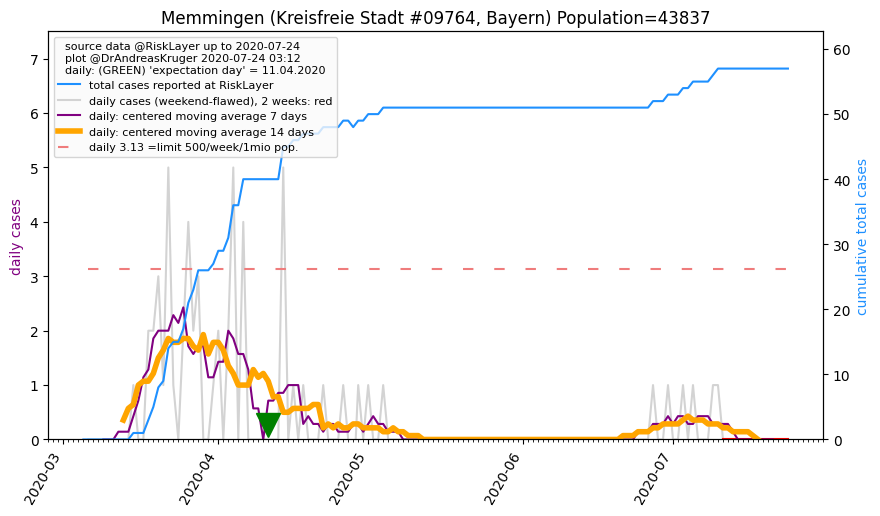 Memmingen (Kreisfreie Stadt #09764, Bayern) Population=43837
source data @RiskLayer up to 2020-07-24
plot @DrAndreasKruger 2020-07-24 03:12
daily: (GREEN) 'expectation day' = 11.04.2020
total cases reported at RiskLayer
daily cases (weekend-flawed), 2 weeks: red
daily: centered moving average 7 days
daily: centered moving average 14 days
daily 3.13 =limit 500/week/1mio pop.
daily cases
7
6
5
4
3
2
1
0
cumulative total cases
60
50
40
30
20
10
0
2020-03
2020-04
2020-05
2020-06
2020-07